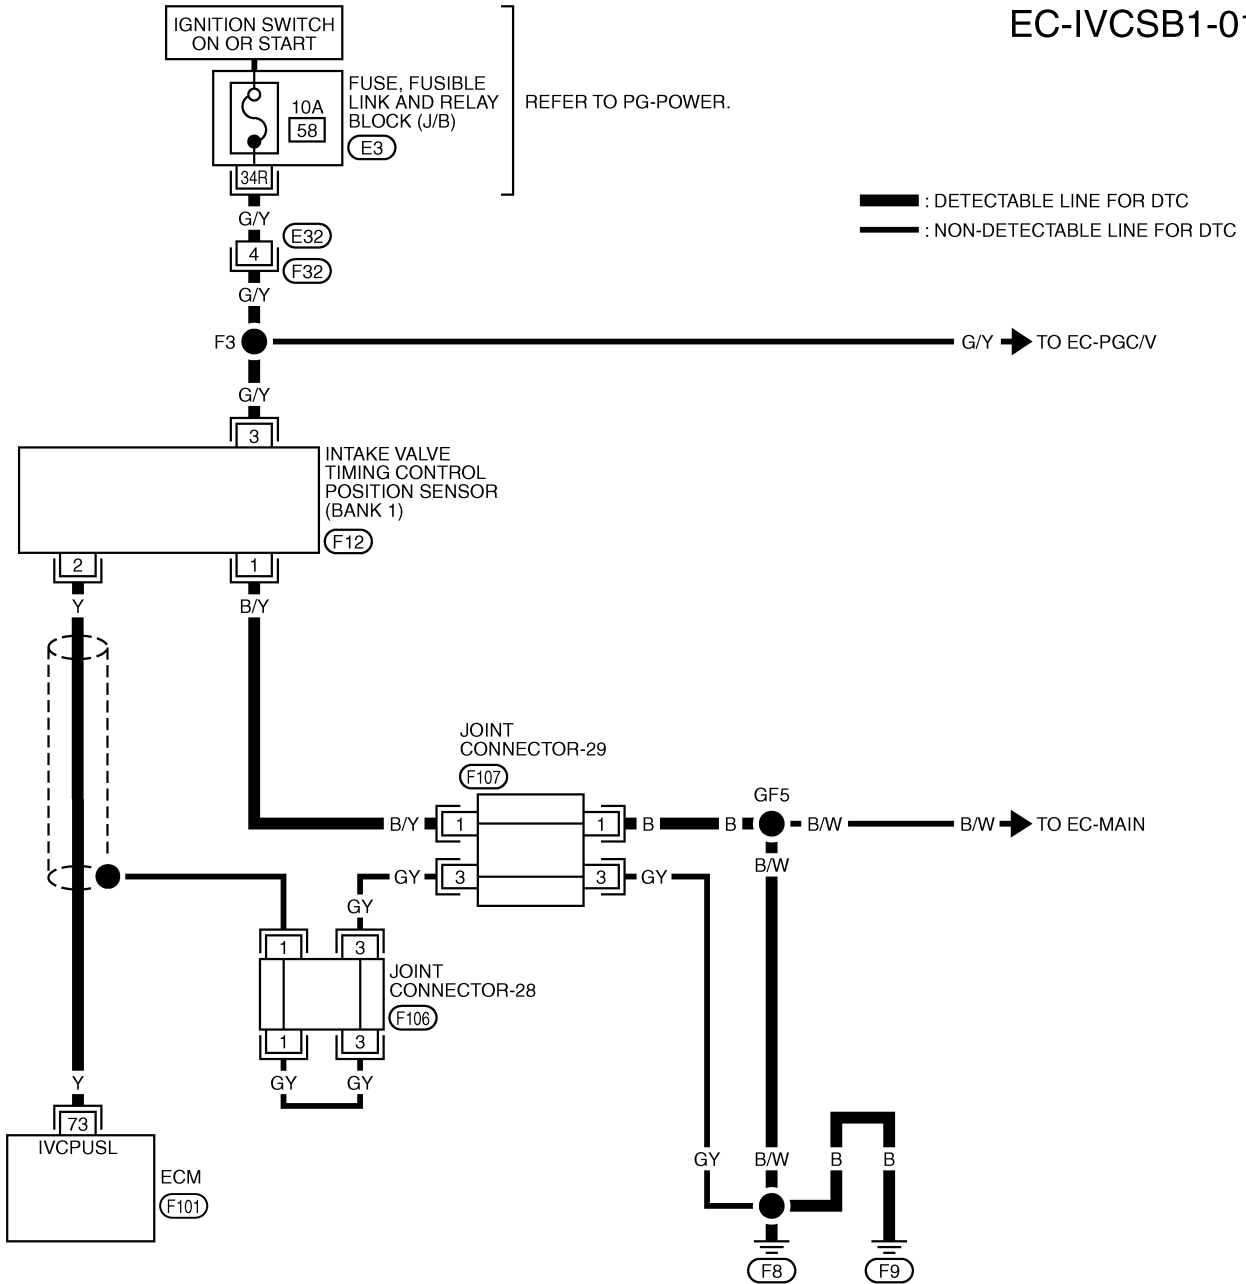 EC-IVCSB1-01
IGNITION SWITCH
ON OR START
FUSE, FUSIBLE
LINK AND RELAY
BLOCK (J/B)
E3
10A
58
REFER TO PG-POWER.
34R
: DETECTABLE LINE FOR DTC
: NON-DETECTABLE LINE FOR DTC
G/Y
E32
4
F32
G/Y
F3
G/Y
TO EC-PGC/V
G/Y
3
INTAKE VALVE
TIMING CONTROL
POSITION SENSOR
(BANK 1)
F12
2
1
Y
B/Y
JOINT
CONNECTOR-29
F107
GF5
B/Y
1
1
B
B
B/W
B/W
TO EC-MAIN
B/W
GY
3
3
GY
GY
1
3
JOINT
CONNECTOR-28
F106
1
3
GY
GY
Y
73
IVCPUSL
ECM
F101
GY
B/W
B
B
F8
F9